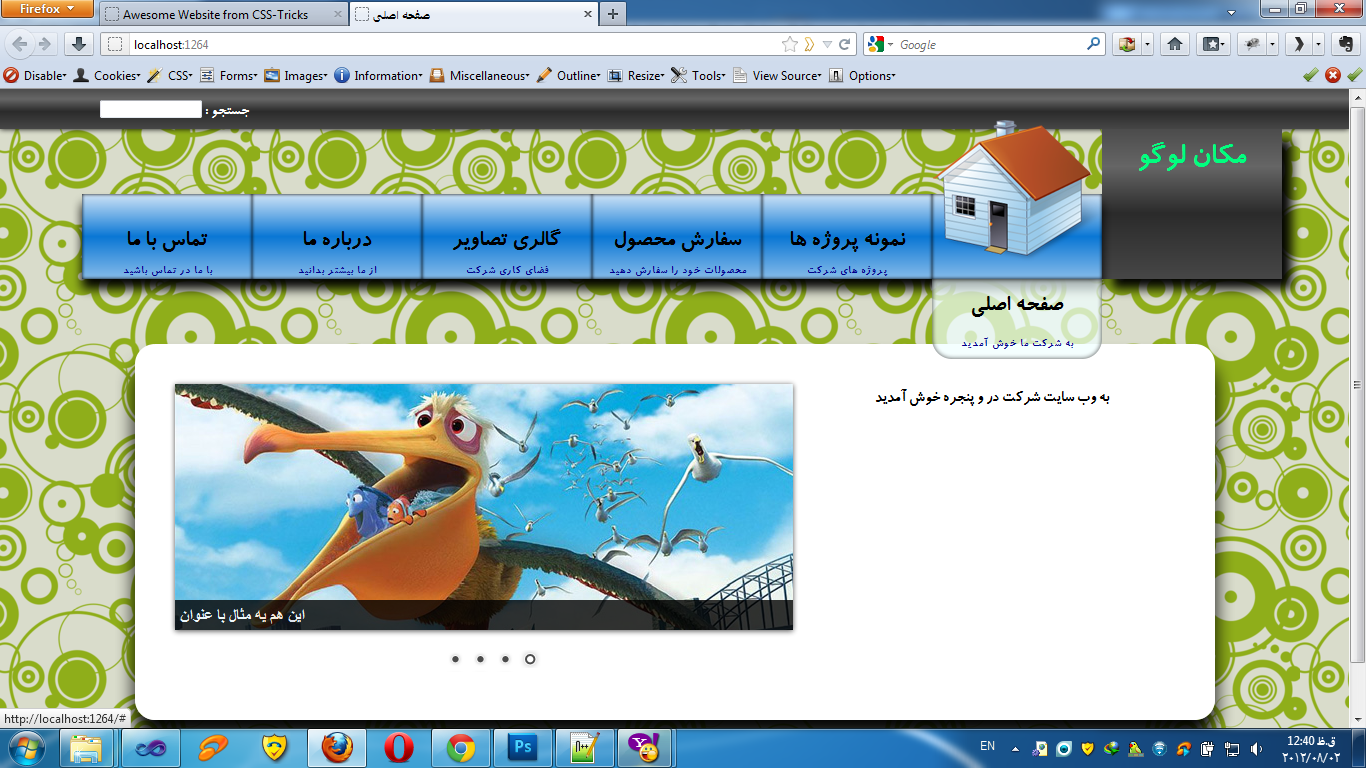 Firefox
Awesome Website from CSS-Tricks
صفحه اصلی
localhost:1264
Google
Disable
Cookies
CSS
Forms
Images
Information
Miscellaneous
Outline
Resize
Tools
View Source
Options
جستجو :
مکان لوگو
نمونه پروژه ها
پروژه های شرکت
سفارش محصول
محصولات خود را سفارش دهید
گالری تصاویر
فضای کاری شرکت
درباره ما
از ما بیشتر بدانید
تماس با ما
با ما در تماس باشید
صفحه اصلی
به شرکت ما خوش آمدید
به وب سایت شرکت در و پنجره خوش آمدید
این هم یه مثال با عنوان
http://localhost:1264/#
Ps
EN
12:40 ق.ظ
۲۰۱۲/۰۸/۰۲